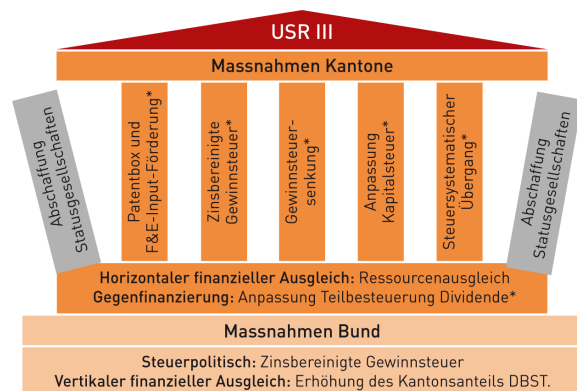 USR III
Massnahmen Kantone
Abschaffung
Statusgesellschaften
Patentbox und
F&E-Input-Förderung*
Zinsbereinigte
Gewinnsteuer*
Gewinnsteuer-
senkung*
Anpassung
Kapitalsteuer*
Steuersystematischer
Übergang*
Abschaffung
Statusgesellschaften
Horizontaler finanzieller Ausgleich: Ressourcenausgleich
Gegenfinanzierung: Anpassung Teilbesteuerung Dividende*
Massnahmen Bund
Steuerpolitisch: Zinsbereinigte Gewinnsteuer
Vertikaler finanzieller Ausgleich: Erhöhung des Kantonsanteils DBST.